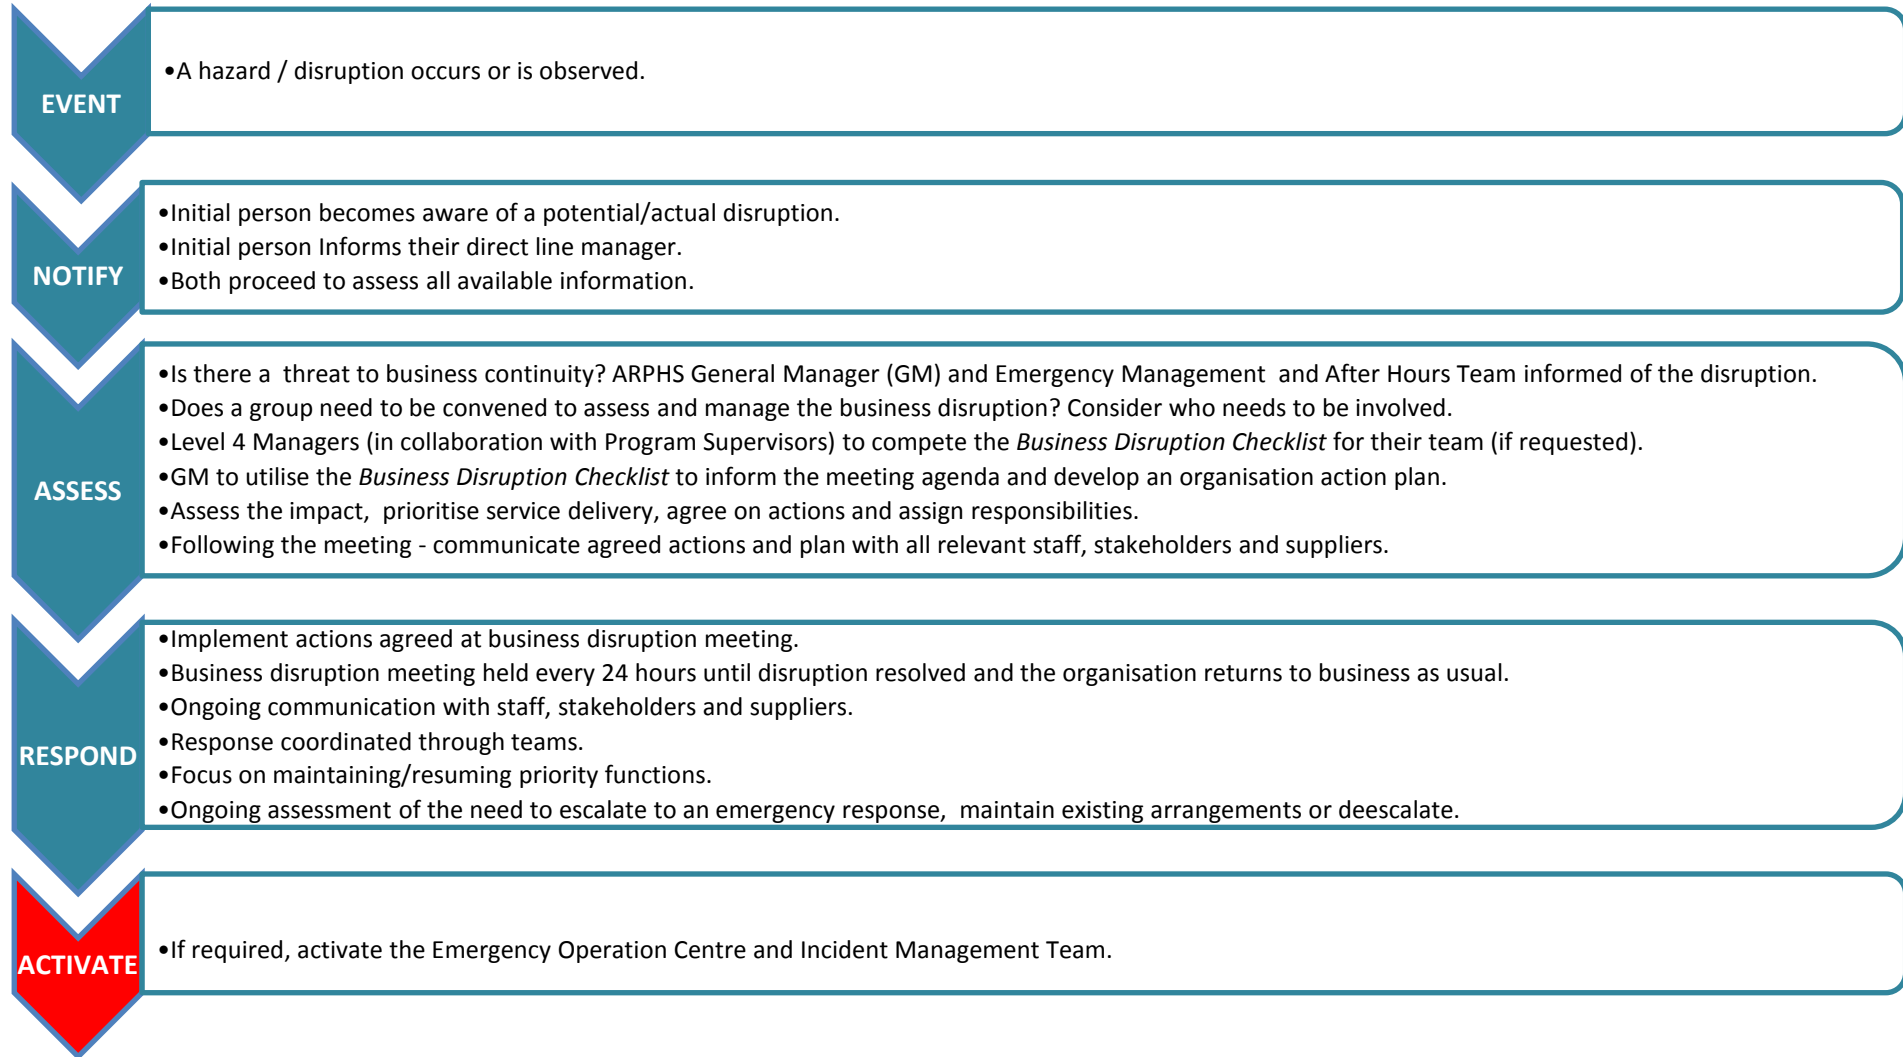 EVENT
•A hazard / disruption occurs or is observed.
NOTIFY
•Initial person becomes aware of a potential/actual disruption.
•Initial person Informs their direct line manager.
•Both proceed to assess all available information.
ASSESS
•Is there a  threat to business continuity? ARPHS General Manager (GM) and Emergency Management  and After Hours Team informed of the disruption.
•Does a group need to be convened to assess and manage the business disruption? Consider who needs to be involved.
•Level 4 Managers (in collaboration with Program Supervisors) to compete the Business Disruption Checklist for their team (if requested).
•GM to utilise the Business Disruption Checklist to inform the meeting agenda and develop an organisation action plan.
•Assess the impact,  prioritise service delivery, agree on actions and assign responsibilities.
•Following the meeting - communicate agreed actions and plan with all relevant staff, stakeholders and suppliers.
RESPOND
•Implement actions agreed at business disruption meeting.
•Business disruption meeting held every 24 hours until disruption resolved and the organisation returns to business as usual.
•Ongoing communication with staff, stakeholders and suppliers.
•Response coordinated through teams.
•Focus on maintaining/resuming priority functions.
•Ongoing assessment of the need to escalate to an emergency response,  maintain existing arrangements or deescalate.
ACTIVATE
•If required, activate the Emergency Operation Centre and Incident Management Team.